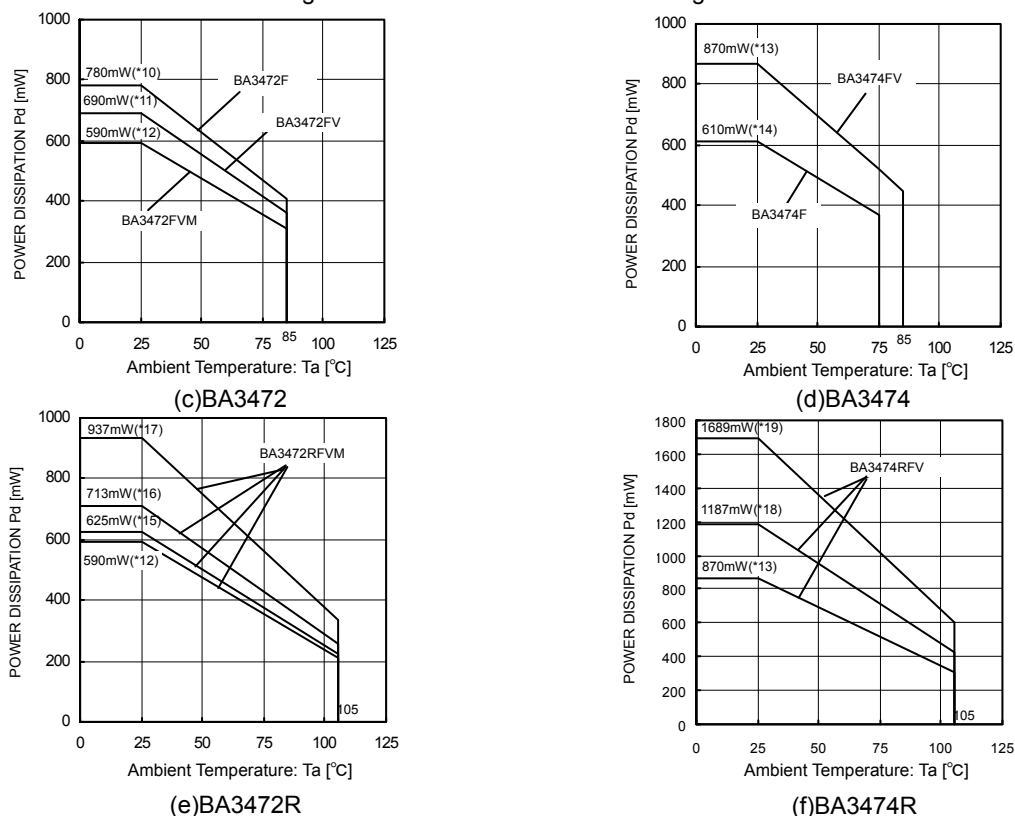 1000
800
600
400
200
0
POWER DISSIPATION Pd [mW]
780mW(*10)
690mW(*11)
590mW(*12)
BA3472F
BA3472FV
BA3472FVM
0 25 50 75 85 100 125
Ambient Temperature: Ta [°C]
(c)BA3472
1000
800
600
400
200
0
POWER DISSIPATION Pd [mW]
870mW(*13)
610mW(*14)
BA3474FV
BA3474F
0 25 50 75 85 100 125
Ambient Temperature: Ta [°C]
(d)BA3474
1000
800
600
400
200
0
POWER DISSIPATION Pd [mW]
937mW(*17)
713mW(*16)
625mW(*15)
590mW(*12)
BA3472RFVM
105
0 25 50 75 100 125
Ambient Temperature: Ta [°C]
(e)BA3472R
1800
1600
1400
1200
1000
800
600
400
200
0
POWER DISSIPATION Pd [mW]
1689mW(*19)
1187mW(*18)
870mW(*13)
BA3474RFV
105
0 25 50 75 100 125
Ambient Temperature: Ta [°C]
(f)BA3474R